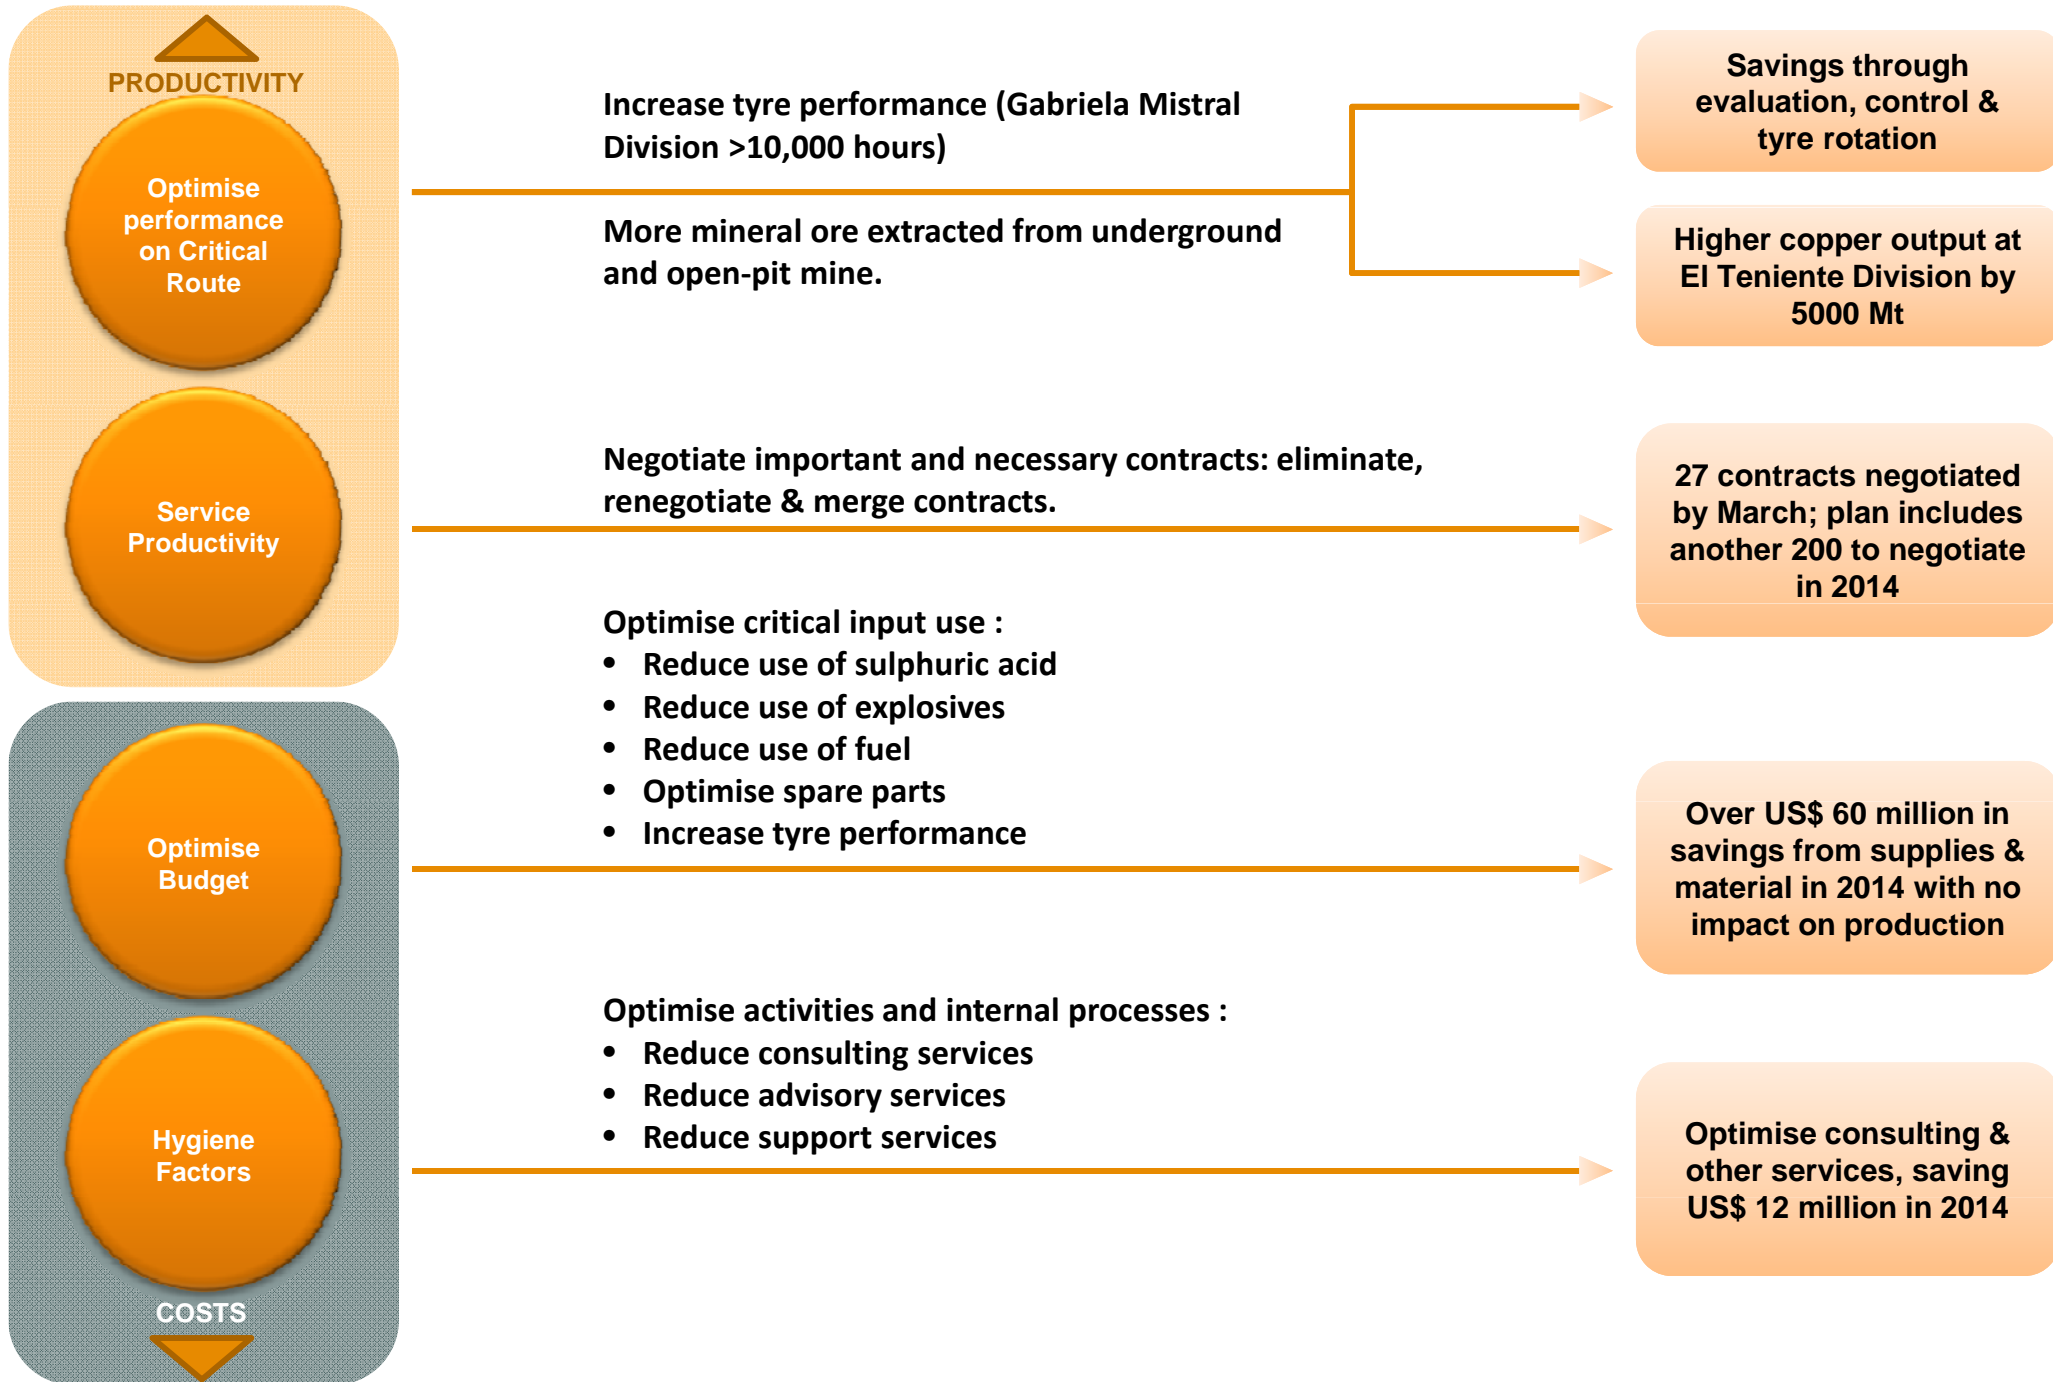 PRODUCTIVITY
Optimise
performance
on Critical
Route
Increase tyre performance (Gabriela Mistral
Division >10,000 hours)
More mineral ore extracted from underground
and open-pit mine.
Savings through
evaluation, control &
tyre rotation
Higher copper output at
El Teniente Division by
5000 Mt
Service
Productivity
Negotiate important and necessary contracts: eliminate,
renegotiate & merge contracts.
27 contracts negotiated
by March; plan includes
another 200 to negotiate
in 2014
Optimise
Budget
Optimise critical input use :
• Reduce use of sulphuric acid
• Reduce use of explosives
• Reduce use of fuel
• Optimise spare parts
• Increase tyre performance
Over US$ 60 million in
savings from supplies &
material in 2014 with no
impact on production
Hygiene
Factors
Optimise activities and internal processes :
• Reduce consulting services
• Reduce advisory services
• Reduce support services
Optimise consulting &
other services, saving
US$ 12 million in 2014
COSTS